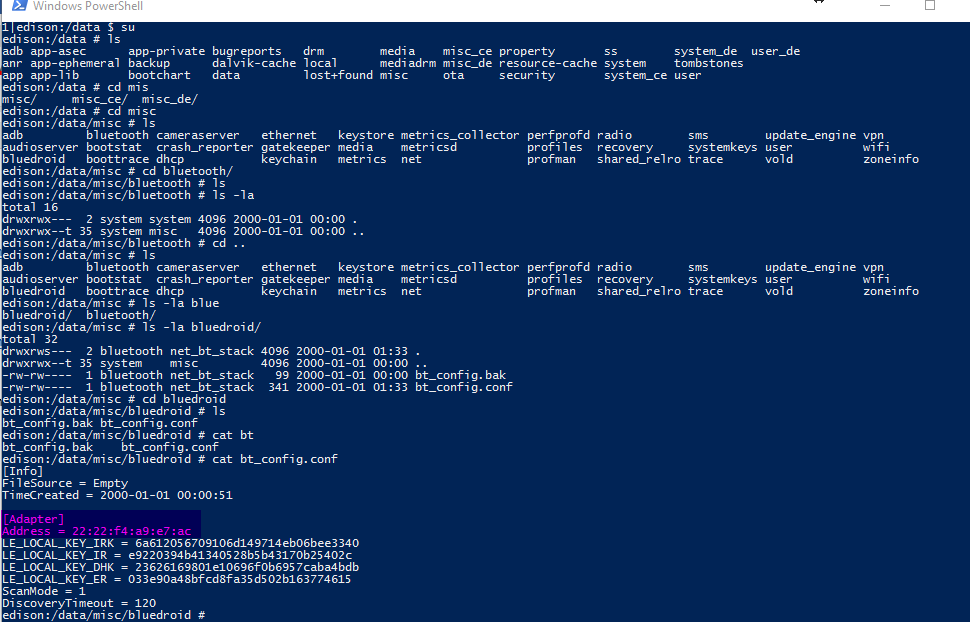 Windows PowerShell
1|edison:/data $ su
edison:/data # ls
adb app-asec      app-private bugreports   drm        media    misc_ce property       ss         system_de  user_de
anr app-ephemeral backup      dalvik-cache local      mediadrm misc_de resource-cache system     tombstones
app app-lib       bootchart   data         lost+found misc     ota     security       system_ce user
edison:/data # cd mis
misc/     misc_ce/  misc_de/
edison:/data # cd misc
edison:/data/misc # ls
adb         bluetooth cameraserver   ethernet   keystore metrics_collector perfprofd radio        sms        update_engine vpn
audioserver bootstat  crash_reporter gatekeeper media    metricsd          profiles  recovery     systemkeys user          wifi
bluedroid   boottrace dhcp           keychain   metrics  net               profman   shared_relro trace      vold          zoneinfo
edison:/data/misc # cd bluetooth/
edison:/data/misc/bluetooth # ls
edison:/data/misc/bluetooth # ls -la
total 16
drwxrwx---  2 system system 4096 2000-01-01 00:00 .
drwxrwx--t 35 system misc   4096 2000-01-01 00:00 ..
edison:/data/misc/bluetooth # cd ..
edison:/data/misc # ls
adb         bluetooth cameraserver   ethernet   keystore metrics_collector perfprofd radio        sms        update_engine vpn
audioserver bootstat  crash_reporter gatekeeper media    metricsd          profiles  recovery     systemkeys user          wifi
bluedroid   boottrace dhcp           keychain   metrics  net               profman   shared_relro trace      vold          zoneinfo
edison:/data/misc # ls -la blue
bluedroid/  bluetooth/
edison:/data/misc # ls -la bluedroid/
total 32
drwxrws---  2 bluetooth net_bt_stack 4096 2000-01-01 01:33 .
drwxrwx--t 35 system    misc         4096 2000-01-01 00:00 ..
-rw-rw----  1 bluetooth net_bt_stack   99 2000-01-01 00:00 bt_config.bak
-rw-rw----  1 bluetooth net_bt_stack  341 2000-01-01 01:33 bt_config.conf
edison:/data/misc # cd bluedroid
edison:/data/misc/bluedroid # ls
bt_config.bak bt_config.conf
edison:/data/misc/bluedroid # cat bt
bt_config.bak    bt_config.conf
edison:/data/misc/bluedroid # cat bt_config.conf
[Info]
FileSource = Empty
TimeCreated = 2000-01-01 00:00:51
[Adapter]
Address = 22:22:f4:a9:e7:ac
LE_LOCAL_KEY_IRK = 6a612056709106d149714eb06bee3340
LE_LOCAL_KEY_IR = e9220394b41340528b5b43170b25402c
LE_LOCAL_KEY_DHK = 23626169801e10696f0b6957caba4bdb
LE_LOCAL_KEY_ER = 033e90a48bfcd8fa35d502b163774615
ScanMode = 1
DiscoveryTimeout = 120
edison:/data/misc/bluedroid #